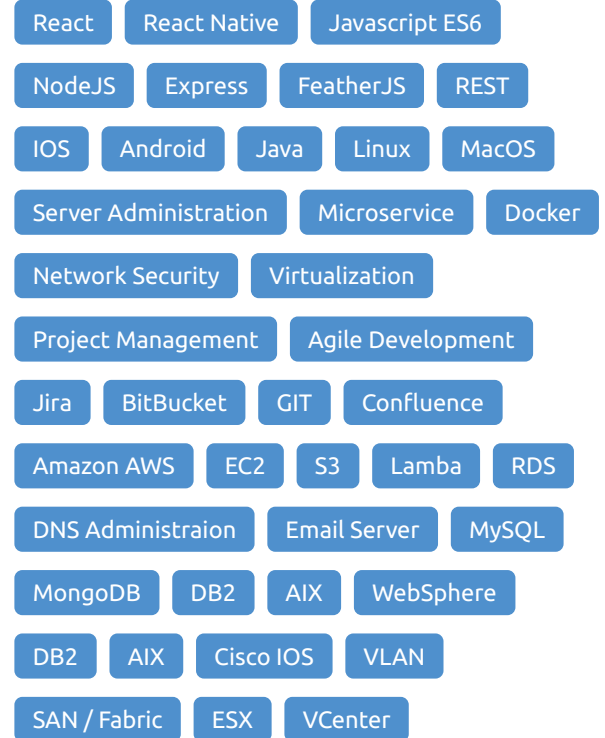 React React Native Javascript ES6
NodeJS Express FeatherJS REST
IOS Android Java Linux MacOS
Server Administration Microservice Docker
Network Security Virtualization
Project Management Agile Development
Jira BitBucket GIT Confluence
Amazon AWS EC2 S3 Lamba RDS
DNS Administraion Email Server MySQL
MongoDB DB2 AIX WebSphere
DB2 AIX Cisco IOS VLAN
SAN / Fabric ESX VCenter